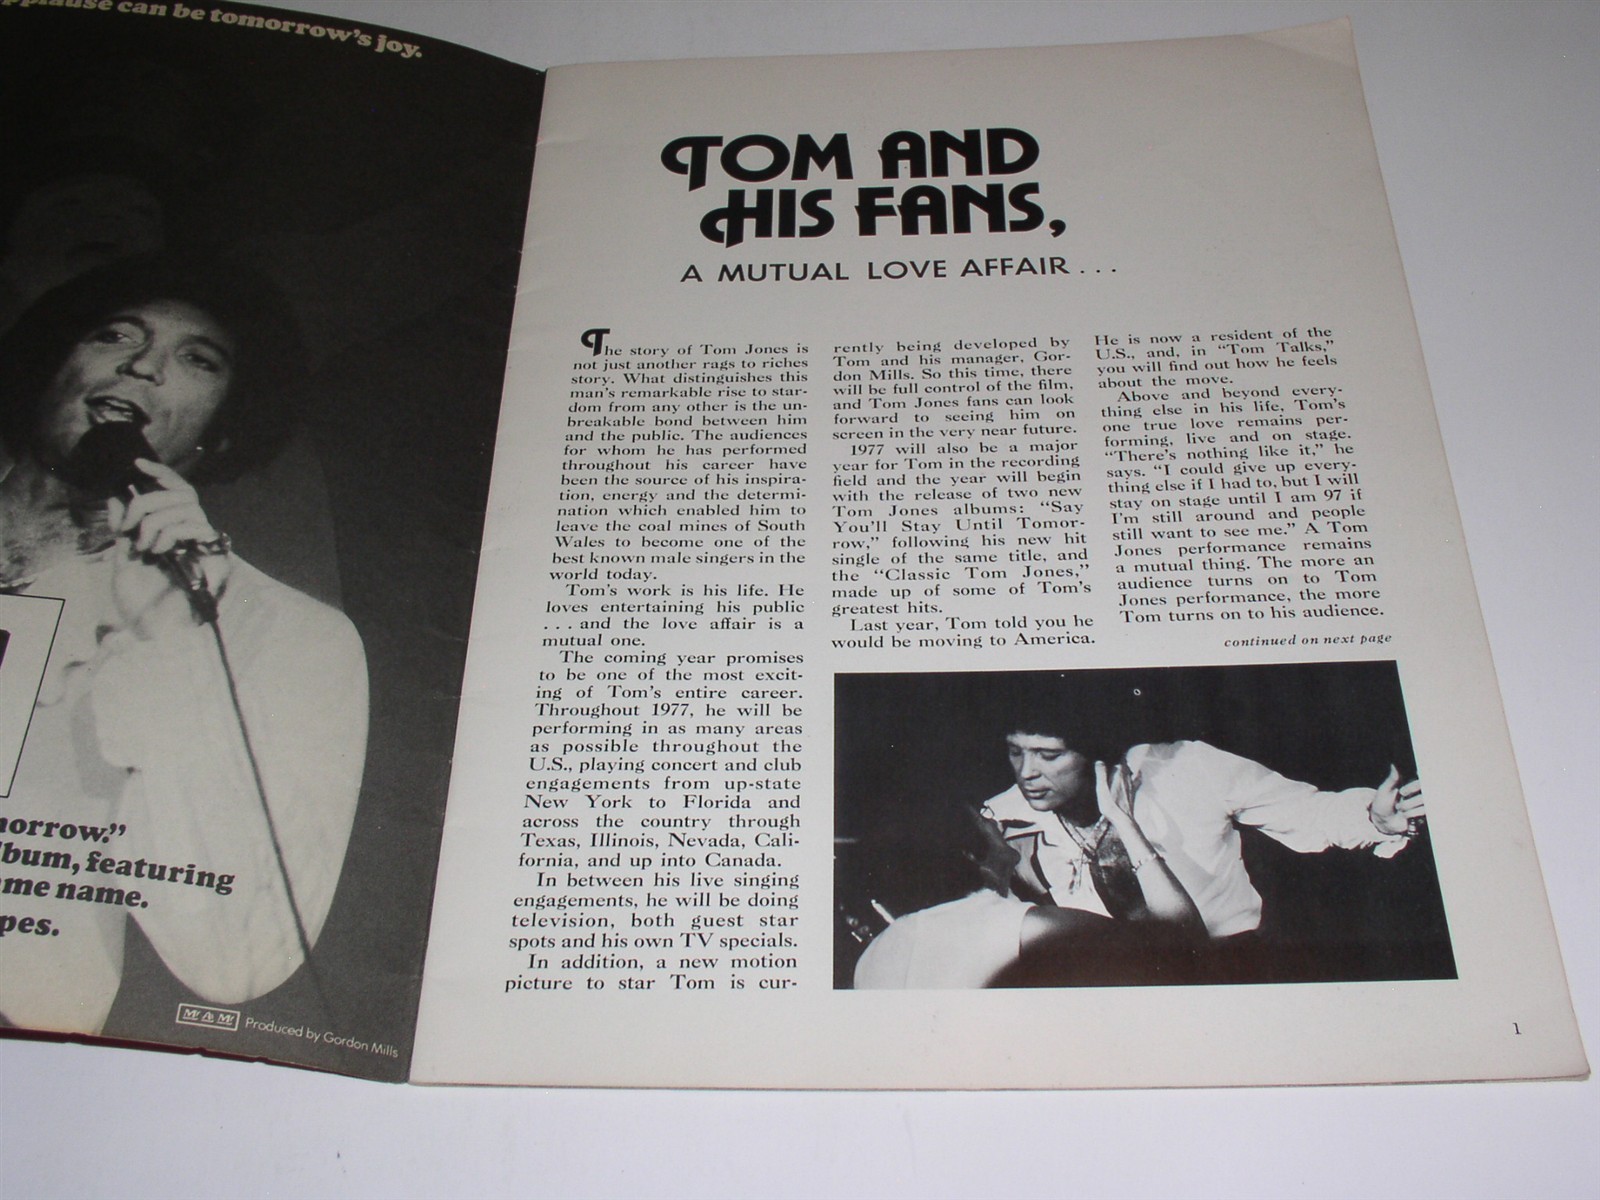 applause can be tomorrow's joy.
morrow."
lbum, featuring
me name.
pes.
MAM Produced by Gordon Mills
TOM AND
HIS FANS,
A MUTUAL LOVE AFFAIR . . .
The story of Tom Jones is
not just another rags to riches
story. What distinguishes this
man's remarkable rise to star-
dom from any other is the un-
breakable bond between him
and the public. The audiences
for whom he has performed
throughout his career have
been the source of his inspira-
tion, energy and the determi-
nation which enabled him to
leave the coal mines of South
Wales to become one of the
best known male singers in the
world today.
Tom's work is his life. He
loves entertaining his public
. . . and the love affair is a
mutual one.
The coming year promises
to be one of the most excit-
ing of Tom's entire career.
Throughout 1977, he will be
performing in as many areas
as possible throughout the
U.S., playing concert and club
engagements from up-state
New York to Florida and
across the country through
Texas, Illinois, Nevada, Cali-
fornia, and up into Canada.
In between his live singing
engagements, he will be doing
television, both guest star
spots and his own TV specials.
In addition, a new motion
picture to star Tom is cur-
rently being developed by
Tom and his manager, Gor-
don Mills. So this time, there
will be full control of the film,
and Tom Jones fans can look
forward to seeing him on
screen in the very near future.
1977 will also be a major
year for Tom in the recording
field and the year will begin
with the release of two new
Tom Jones albums: "Say
You'll Stay Until Tomor-
row," following his new hit
single of the same title, and
the "Classic Tom Jones,"
made up of some of Tom's
greatest hits.
Last year, Tom told you he
would be moving to America.
He is now a resident of the
U.S., and, in "Tom Talks,"
you will find out how he feels
about the move.
Above and beyond every-
thing else in his life, Tom's
one true love remains per-
forming, live and on stage.
"There's nothing like it," he
says. "I could give up every-
thing else if I had to, but I will
stay on stage until I am 97 if
I'm still around and people
still want to see me." A Tom
Jones performance remains
a mutual thing. The more an
audience turns on to Tom
Jones performance, the more
Tom turns on to his audience.
continued on next page
1